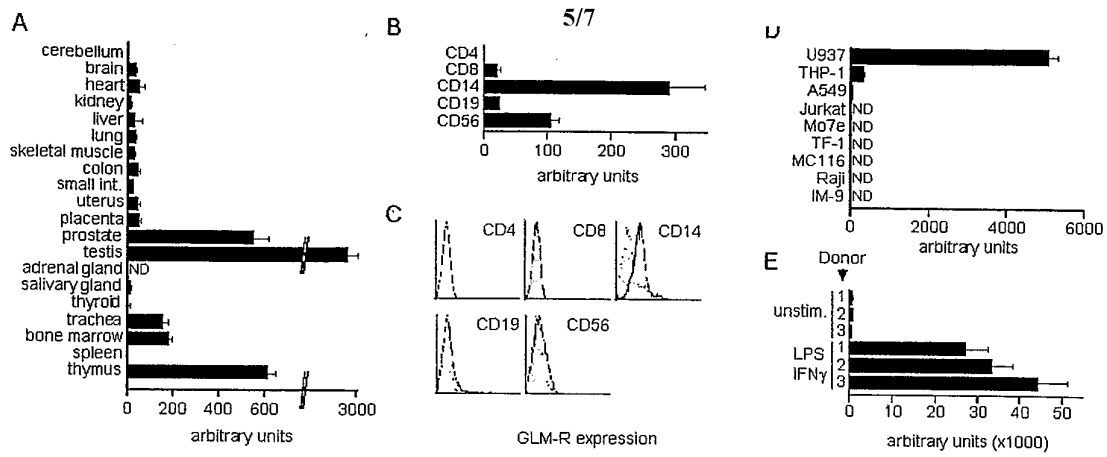 5/7
A
cerebellum
brain
heart
kidney
liver
lung
skeletal muscle
colon
small int.
uterus
placenta
prostate
testis
adrenal gland ND
salivary gland
thyroid
trachea
bone marrow
spleen
thymus
0 200 400 600 3000
arbitrary units
B
CD4
CD8
CD14
CD19
CD56
0 100 200 300
arbitrary units
C
CD4 CD8 CD14
CD19 CD56
GLM-R expression
D
U937
THP-1
A549
Jurkat ND
Mo7e ND
TF-1 ND
MC116 ND
Raji ND
IM-9 ND
0 2000 4000 6000
arbitrary units
E
Donor
unstim. 1
2
3
LPS 1
IFNγ 2
3
0 10 20 30 40 50
arbitrary units (x1000)